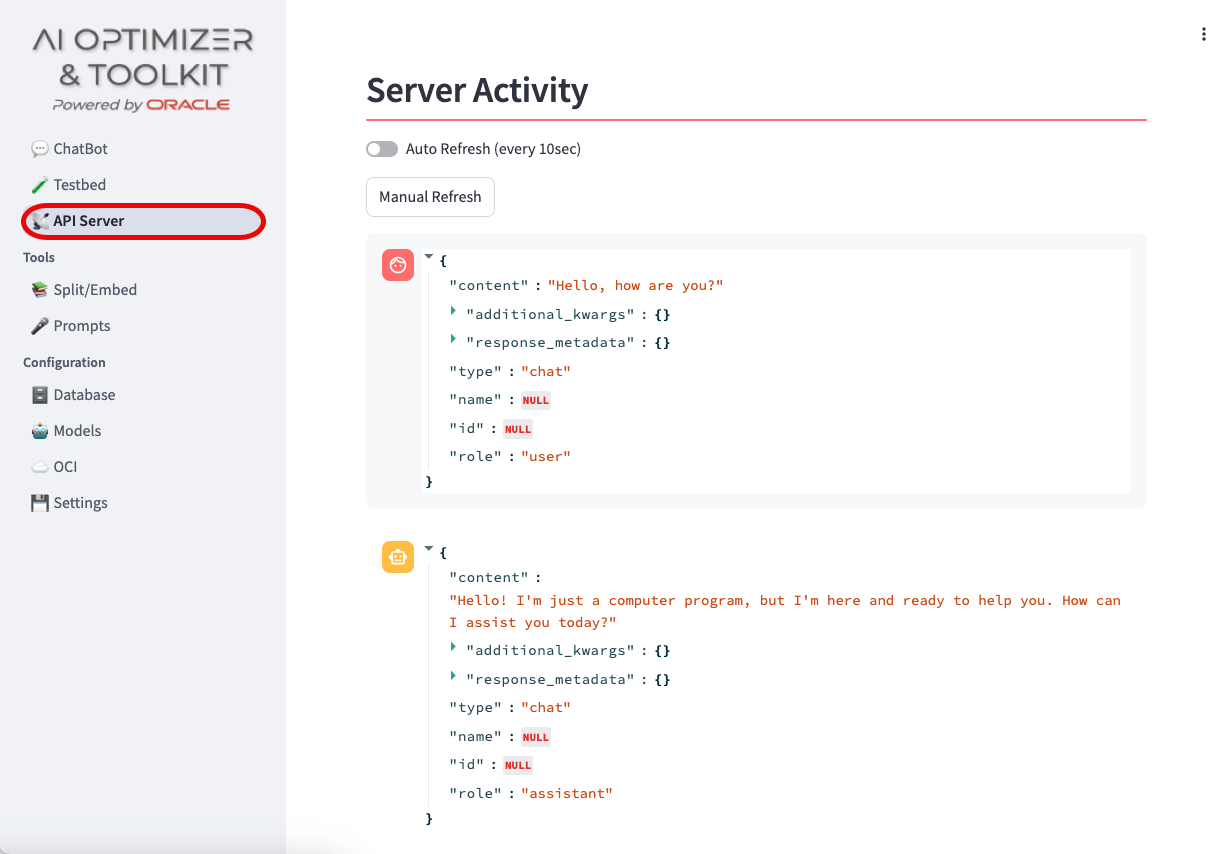 AI OPTIMIZER
& TOOLKIT
Powered by ORACLE
ChatBot
Testbed
API Server
Tools
Split/Embed
Prompts
Configuration
Database
Models
OCI
Settings
Server Activity
Auto Refresh (every 10sec)
Manual Refresh
{
"content" : "Hello, how are you?"
"additional_kwargs" : {}
"response_metadata" : {}
"type" : "chat"
"name" : NULL
"id" : NULL
"role" : "user"
}
{
"content" :
"Hello! I'm just a computer program, but I'm here and ready to help you. How can
I assist you today?"
"additional_kwargs" : {}
"response_metadata" : {}
"type" : "chat"
"name" : NULL
"id" : NULL
"role" : "assistant"
}